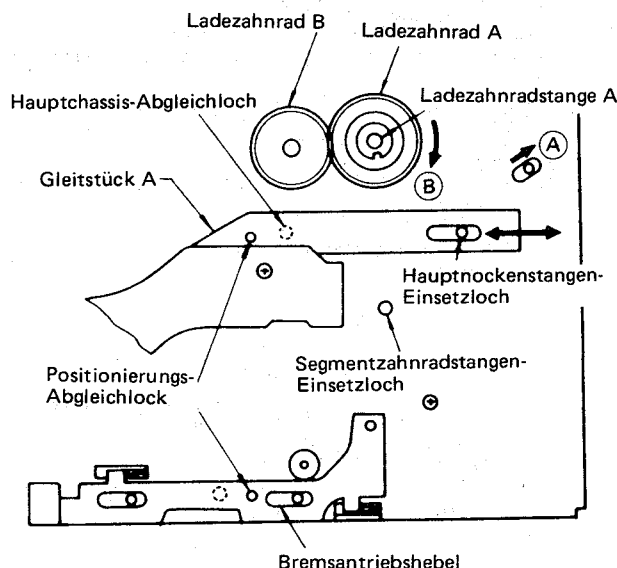 Ladezahnrad B
Ladezahnrad A
Hauptchassis-Abgleichloch
Ladezahnradstange A
A
B
Gleitstück A
Hauptnockenstangen-
Einsetzloch
Segmentzahnradstangen-
Einsetzloch
Positionierungs-
Abgleichlock
Bremsantriebshebel